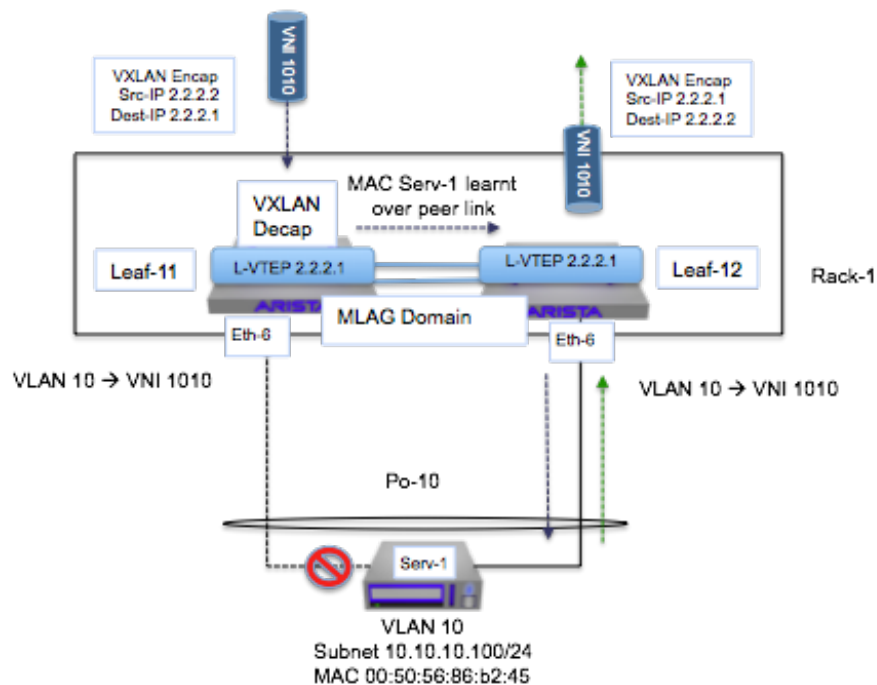 VNI 1010
VXLAN Encap
Src-IP 2.2.2.2
Dest-IP 2.2.2.1
VXLAN Encap
Src-IP 2.2.2.1
Dest-IP 2.2.2.2
VNI 1010
MAC Serv-1 learnt
over peer link
VXLAN
Decap
Leaf-11
L-VTEP 2.2.2.1
L-VTEP 2.2.2.1
Leaf-12
Rack-1
ARISTA
MLAG Domain
ARISTA
Eth-6
Eth-6
VLAN 10 → VNI 1010
VLAN 10 → VNI 1010
Po-10
Serv-1
VLAN 10
Subnet 10.10.10.100/24
MAC 00:50:56:86:b2:45